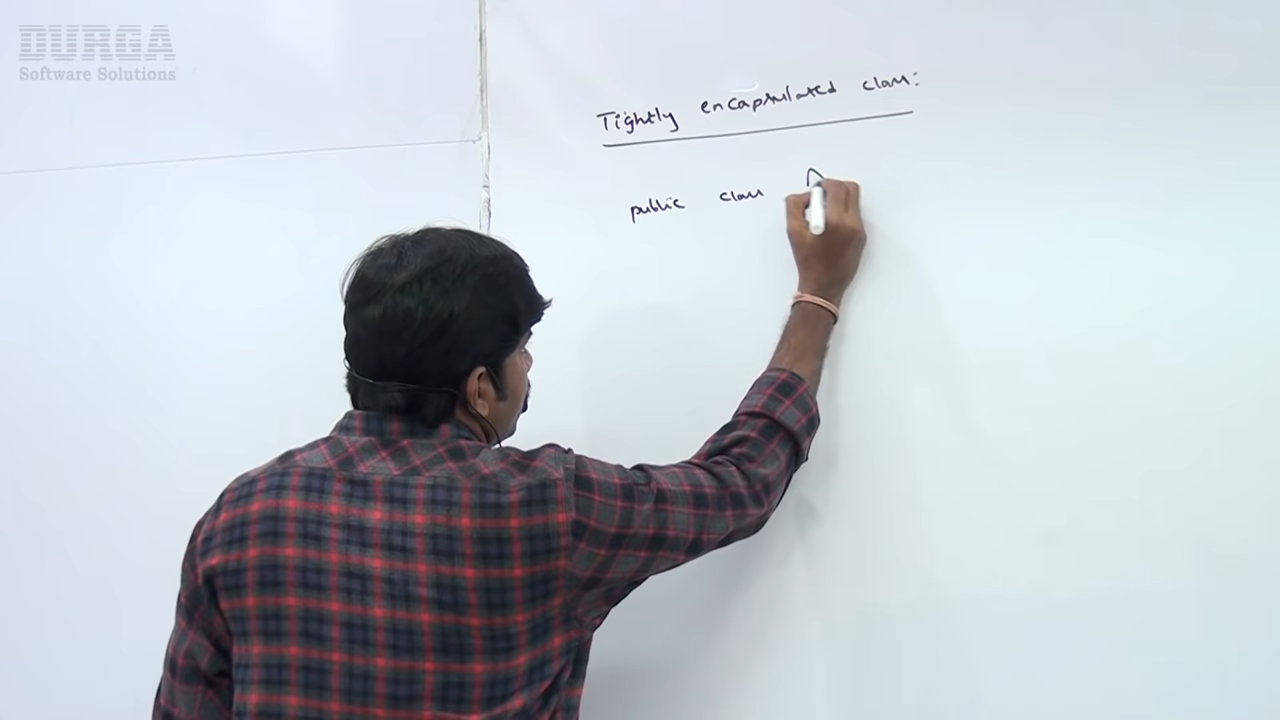 DURGA
Software Solutions
Tightly encapsulated class:
public class A